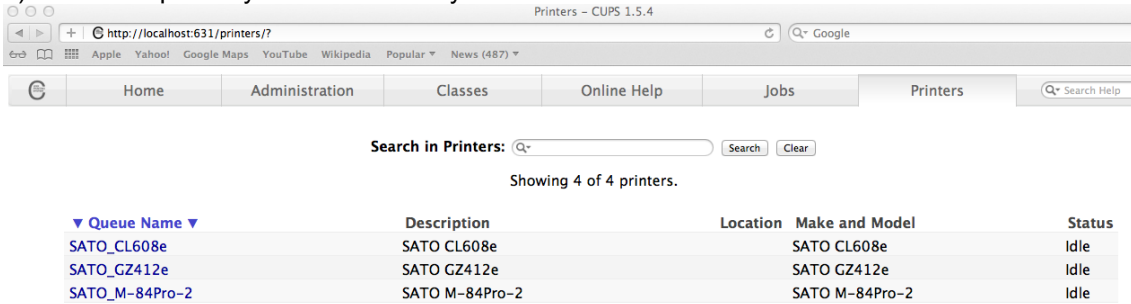 Printers – CUPS 1.5.4
http://localhost:631/printers/? Google
Apple Yahoo! Google Maps YouTube Wikipedia Popular News (487)
Home Administration Classes Online Help Jobs Printers Search Help
Search in Printers: Search Clear
Showing 4 of 4 printers.
▼ Queue Name ▼ Description Location Make and Model Status
SATO_CL608e SATO CL608e SATO CL608e Idle
SATO_GZ412e SATO GZ412e SATO GZ412e Idle
SATO_M-84Pro-2 SATO M-84Pro-2 SATO M-84Pro-2 Idle